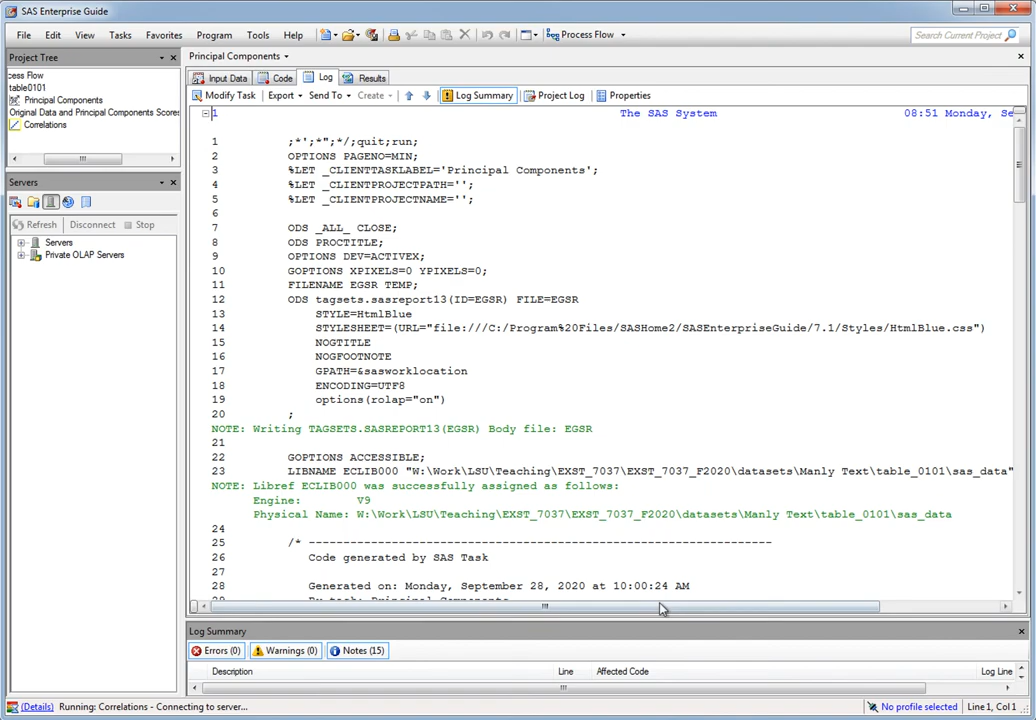 SAS Enterprise Guide
File Edit View Tasks Favorites Program Tools Help Process Flow Search Current Project
Project Tree
cess Flow
table0101
Principal Components
Original Data and Principal Components Scores
Correlations
Servers
Refresh Disconnect Stop
Servers
Private OLAP Servers
Principal Components
Input Data Code Log Results
Modify Task Export Send To Create Log Summary Project Log Properties
1 The SAS System 08:51 Monday, Se
1 ;*';*";*/;quit;run;
2 OPTIONS PAGENO=MIN;
3 %LET _CLIENTTASKLABEL='Principal Components';
4 %LET _CLIENTPROJECTPATH='';
5 %LET _CLIENTPROJECTNAME='';
6
7 ODS _ALL_ CLOSE;
8 ODS PROCTITLE;
9 OPTIONS DEV=ACTIVEX;
10 GOPTIONS XPIXELS=0 YPIXELS=0;
11 FILENAME EGSR TEMP;
12 ODS tagsets.sasreport13(ID=EGSR) FILE=EGSR
13 STYLE=HtmlBlue
14 STYLESHEET=(URL="file:///C:/Program%20Files/SASHome2/SASEnterpriseGuide/7.1/Styles/HtmlBlue.css")
15 NOGTITLE
16 NOGFOOTNOTE
17 GPATH=&sasworklocation
18 ENCODING=UTF8
19 options(rolap="on")
20 ;
NOTE: Writing TAGSETS.SASREPORT13(EGSR) Body file: EGSR
21
22 GOPTIONS ACCESSIBLE;
23 LIBNAME ECLIB000 "W:\Work\LSU\Teaching\EXST_7037\EXST_7037_F2020\datasets\Manly Text\table_0101\sas_data"
NOTE: Libref ECLIB000 was successfully assigned as follows:
Engine: V9
Physical Name: W:\Work\LSU\Teaching\EXST_7037\EXST_7037_F2020\datasets\Manly Text\table_0101\sas_data
24
25 /* -------------------------------------------------------------------
26 Code generated by SAS Task
27
28 Generated on: Monday, September 28, 2020 at 10:00:24 AM
29 By task: Principal Components
Log Summary
Errors (0) Warnings (0) Notes (15)
Description Line Affected Code Log Line
(Details) Running: Correlations - Connecting to server... No profile selected Line 1, Col 1